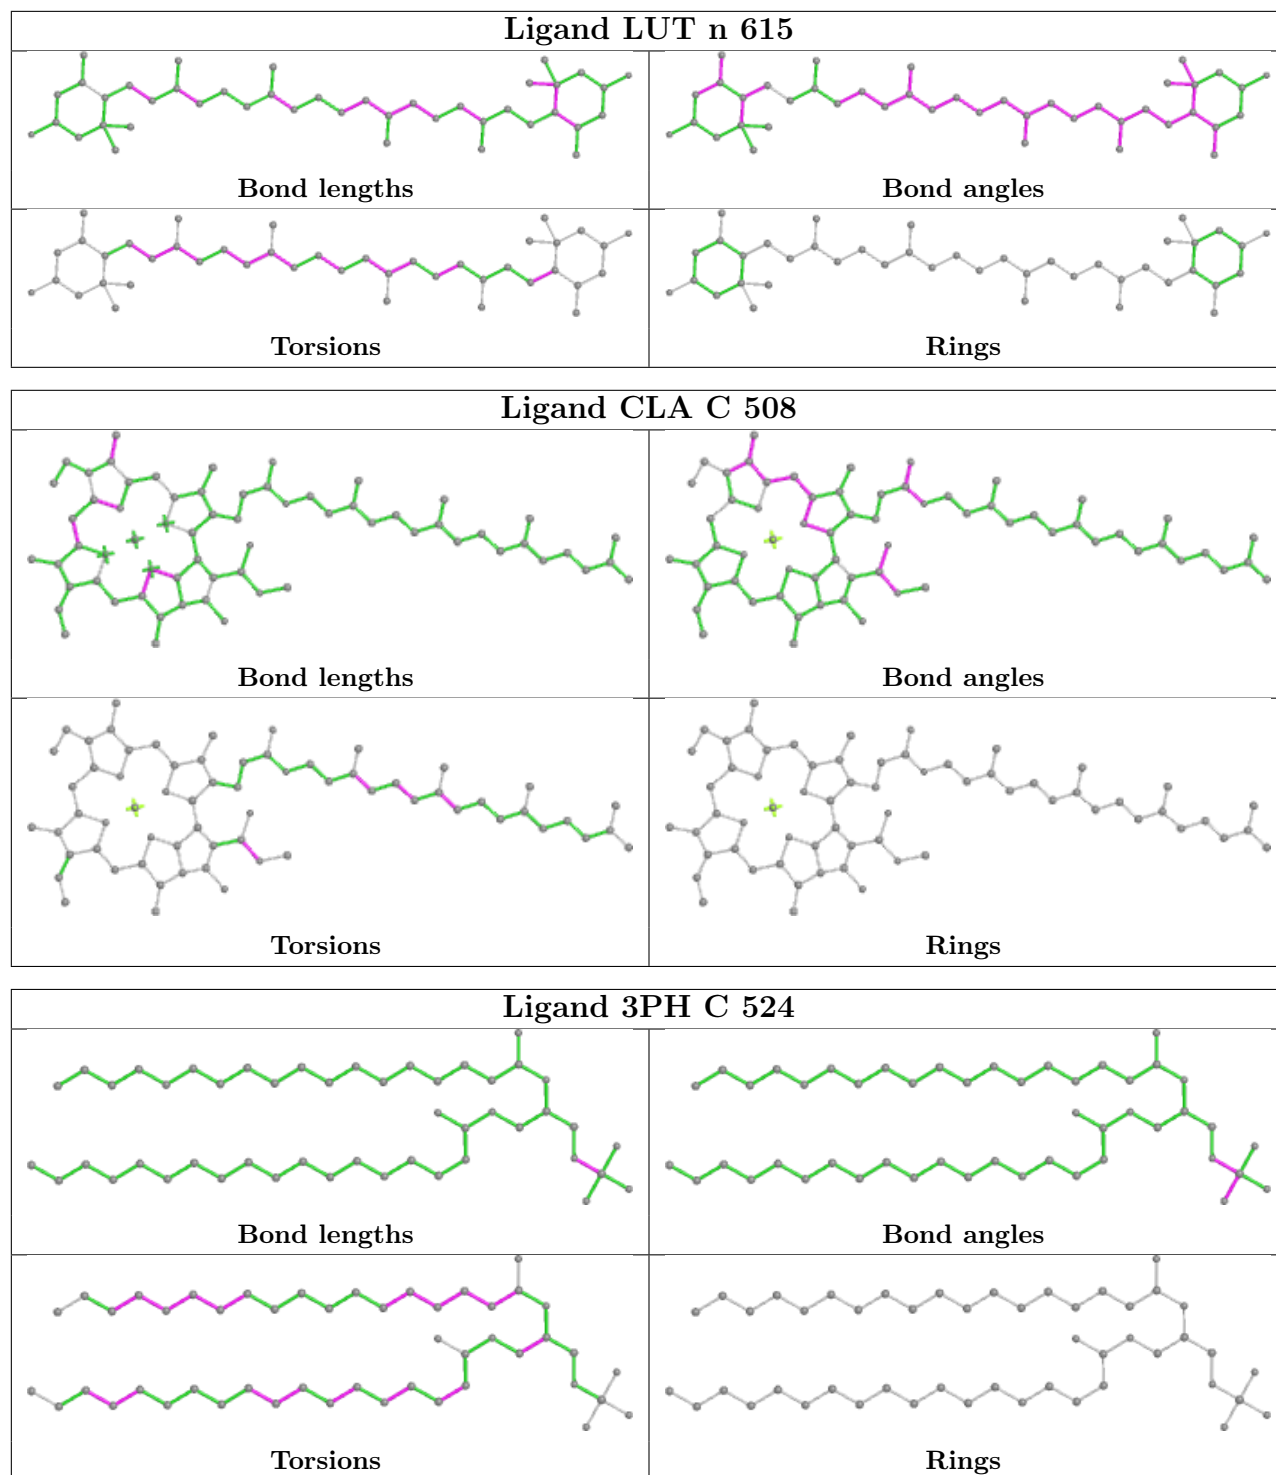 Ligand LUT n 615
Bond lengths
Bond angles
Torsions
Rings
Ligand CLA C 508
Bond lengths
Bond angles
Torsions
Rings
Ligand 3PH C 524
Bond lengths
Bond angles
Torsions
Rings